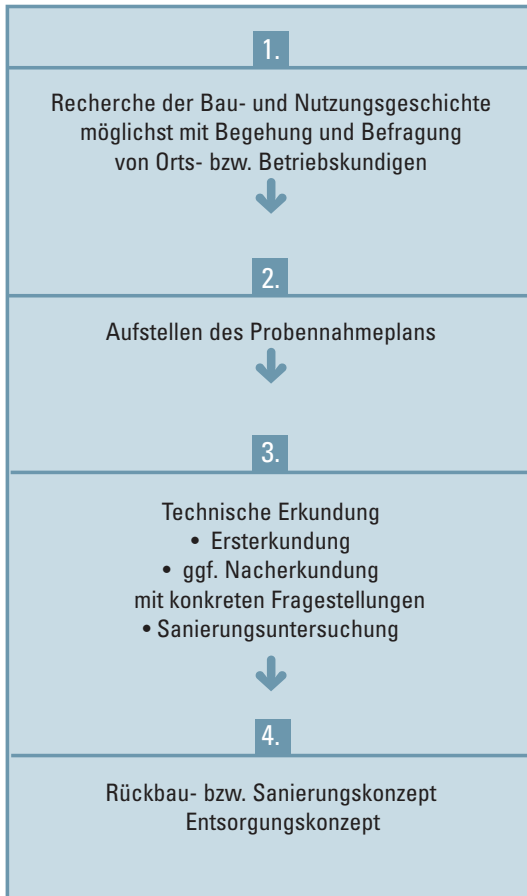 1.
Recherche der Bau- und Nutzungsgeschichte
möglichst mit Begehung und Befragung
von Orts- bzw. Betriebskundigen
2.
Aufstellen des Probennahmeplans
3.
Technische Erkundung
• Ersterkundung
• ggf. Nacherkundung
mit konkreten Fragestellungen
• Sanierungsuntersuchung
4.
Rückbau- bzw. Sanierungskonzept
Entsorgungskonzept